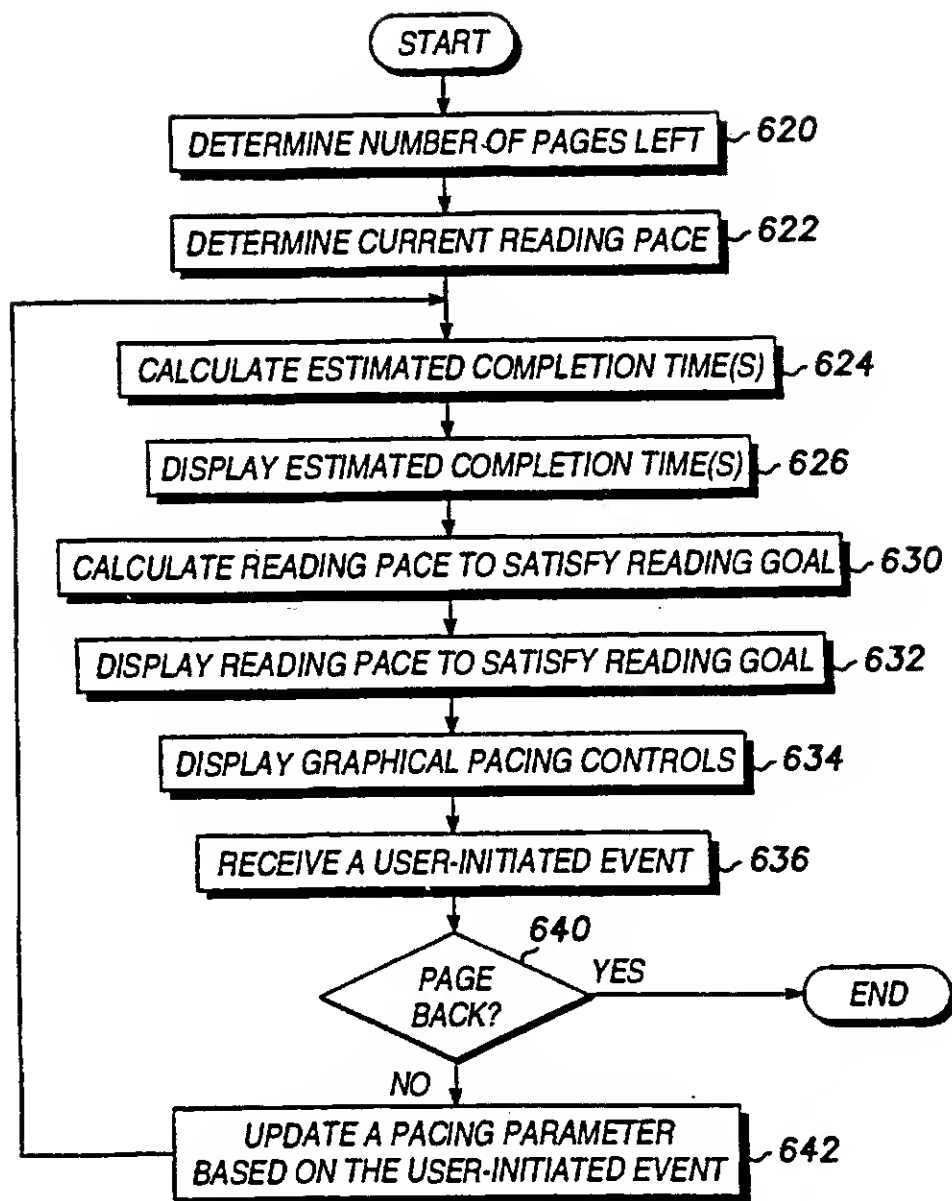 START
DETERMINE NUMBER OF PAGES LEFT 620
DETERMINE CURRENT READING PACE 622
CALCULATE ESTIMATED COMPLETION TIME(S) 624
DISPLAY ESTIMATED COMPLETION TIME(S) 626
CALCULATE READING PACE TO SATISFY READING GOAL 630
DISPLAY READING PACE TO SATISFY READING GOAL 632
DISPLAY GRAPHICAL PACING CONTROLS 634
RECEIVE A USER-INITIATED EVENT 636
640
PAGE
BACK?
YES
END
NO
UPDATE A PACING PARAMETER
BASED ON THE USER-INITIATED EVENT 642